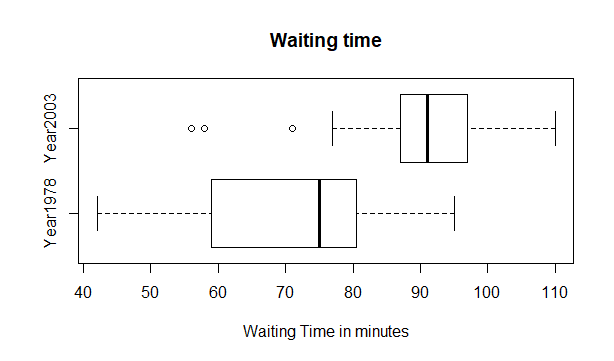 Waiting time
Year2003
Year1978
40 50 60 70 80 90 100 110
Waiting Time in minutes